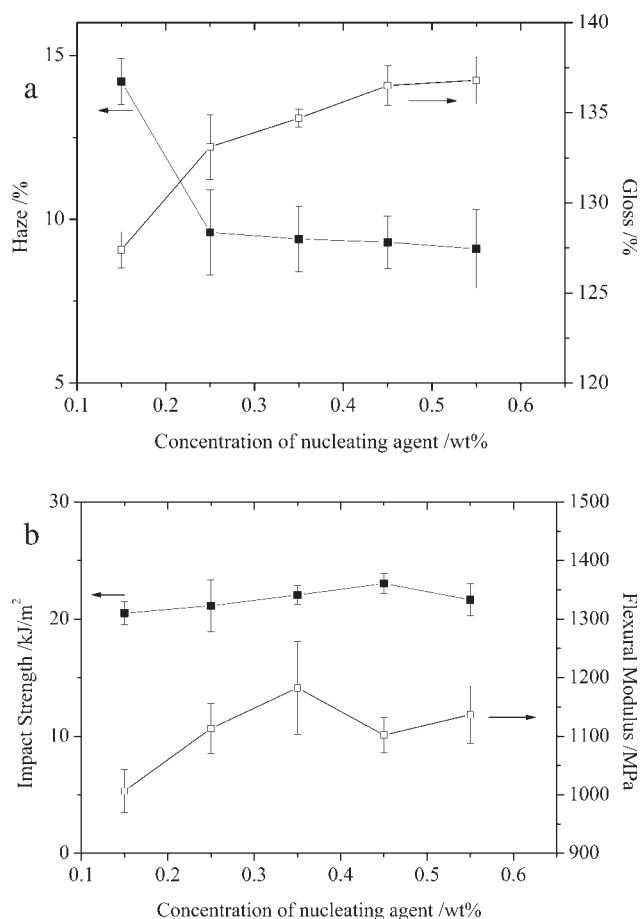 a
15
10
5
Haze /%
140
135
130
125
120
Gloss /%
0.1 0.2 0.3 0.4 0.5 0.6
Concentration of nucleating agent /wt%
b
30
20
10
0
Impact Strength /kJ/m²
1500
1400
1300
1200
1100
1000
900
Flexural Modulus /MPa
0.1 0.2 0.3 0.4 0.5 0.6
Concentration of nucleating agent /wt%